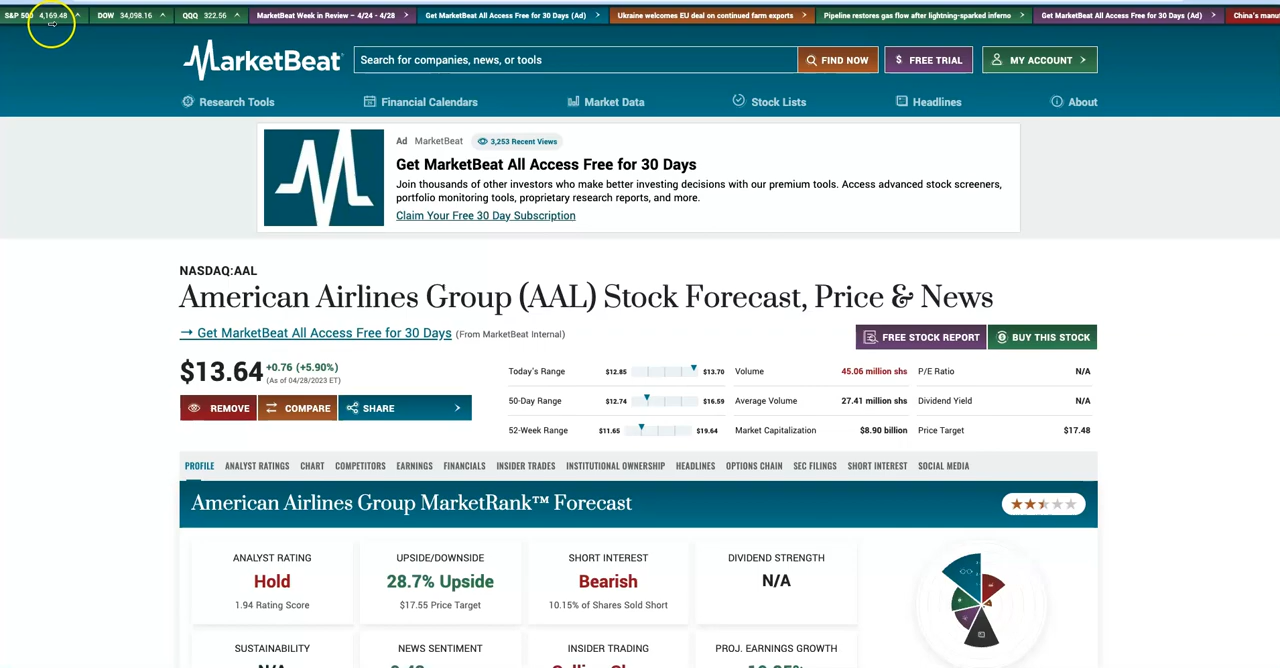 S&P 500 4,169.48 DOW 34,098.16 QQQ 322.56 MarketBeat Week in Review – 4/24 - 4/28 Get MarketBeat All Access Free for 30 Days (Ad) Ukraine welcomes EU deal on continued farm exports Pipeline restores gas flow after lightning-sparked inferno Get MarketBeat All Access Free for 30 Days (Ad) China's manu
MarketBeat Search for companies, news, or tools FIND NOW $ FREE TRIAL MY ACCOUNT
Research Tools Financial Calendars Market Data Stock Lists Headlines About
Ad MarketBeat 3,253 Recent Views
Get MarketBeat All Access Free for 30 Days
Join thousands of other investors who make better investing decisions with our premium tools. Access advanced stock screeners,
portfolio monitoring tools, proprietary research reports, and more.
Claim Your Free 30 Day Subscription
NASDAQ:AAL
American Airlines Group (AAL) Stock Forecast, Price & News
→ Get MarketBeat All Access Free for 30 Days (From MarketBeat Internal)
FREE STOCK REPORT BUY THIS STOCK
$13.64 +0.76 (+5.90%)
(As of 04/28/2023 ET)
REMOVE COMPARE SHARE
Today's Range $12.85 $13.70 Volume 45.06 million shs P/E Ratio N/A
50-Day Range $12.74 $16.59 Average Volume 27.41 million shs Dividend Yield N/A
52-Week Range $11.65 $19.64 Market Capitalization $8.90 billion Price Target $17.48
PROFILE ANALYST RATINGS CHART COMPETITORS EARNINGS FINANCIALS INSIDER TRADES INSTITUTIONAL OWNERSHIP HEADLINES OPTIONS CHAIN SEC FILINGS SHORT INTEREST SOCIAL MEDIA
American Airlines Group MarketRank™ Forecast
ANALYST RATING UPSIDE/DOWNSIDE SHORT INTEREST DIVIDEND STRENGTH
Hold 28.7% Upside Bearish N/A
1.94 Rating Score $17.55 Price Target 10.15% of Shares Sold Short
SUSTAINABILITY NEWS SENTIMENT INSIDER TRADING PROJ. EARNINGS GROWTH